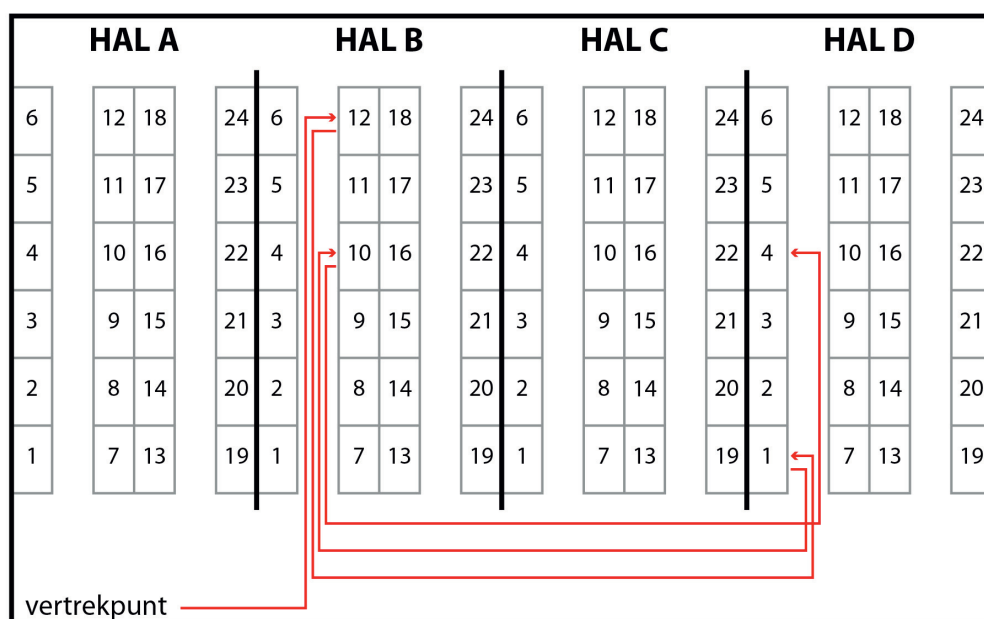 HAL A HAL B HAL C HAL D
6 12 18 24 6 12 18 24 6 12 18 24 6 12 18 24
5 11 17 23 5 11 17 23 5 11 17 23 5 11 17 23
4 10 16 22 4 10 16 22 4 10 16 22 4 10 16 22
3 9 15 21 3 9 15 21 3 9 15 21 3 9 15 21
2 8 14 20 2 8 14 20 2 8 14 20 2 8 14 20
1 7 13 19 1 7 13 19 1 7 13 19 1 7 13 19
vertrekpunt